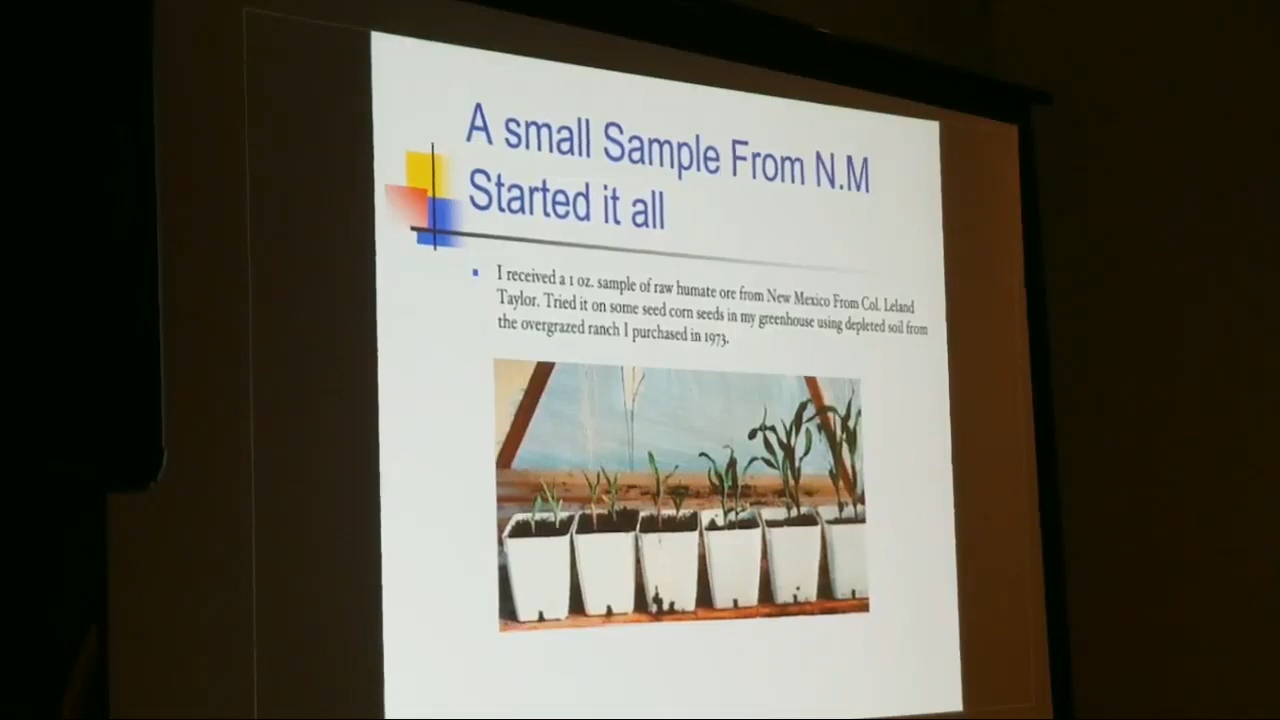 A small Sample From N.M
Started it all
I received a 1 oz. sample of raw humate ore from New Mexico From Col. Leland
Taylor. Tried it on some seed corn seeds in my greenhouse using depleted soil from
the overgrazed ranch I purchased in 1973.